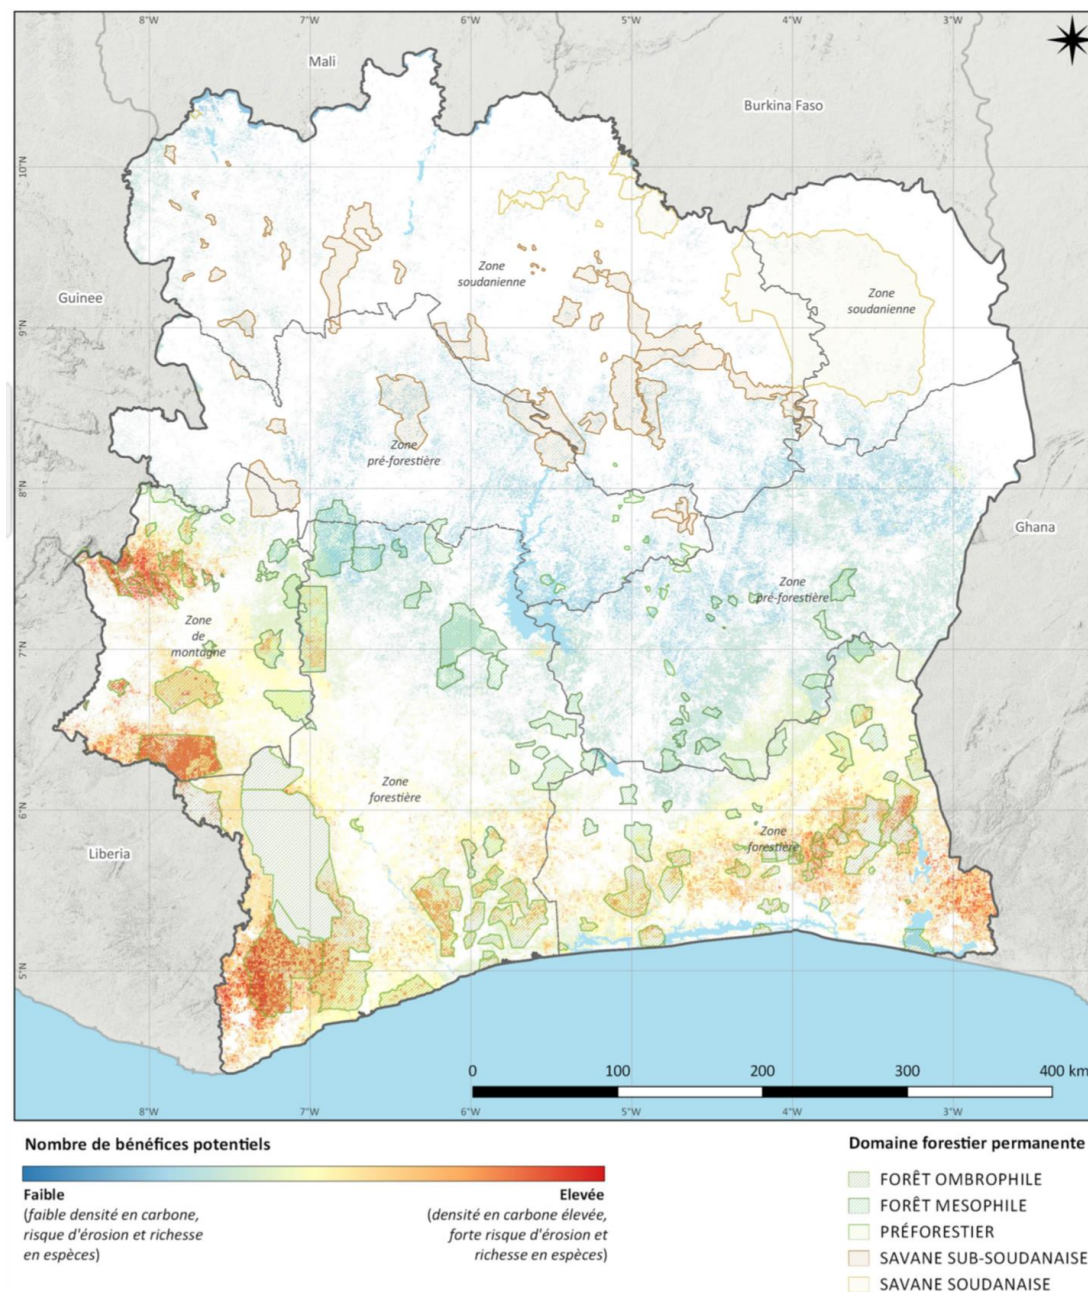 8°W 7°W 6°W 5°W 4°W 3°W
Mali
Burkina Faso
10°N
Zone
soudanienne
Zone
soudanienne
Guinee
9°N
Zone
pré-forestière
8°N
Ghana
Zone
pré-forestière
Zone
de
montagne
7°N
Zone
forestière
6°N
Zone
forestière
Liberia
5°N
0 100 200 300 400 km
8°W 7°W 6°W 5°W 4°W 3°W
Nombre de bénéfices potentiels
Faible
(faible densité en carbone,
risque d'érosion et richesse
en espèces)
Elevée
(densité en carbone élevée,
forte risque d'érosion et
richesse en espèces)
Domaine forestier permanente
FORÊT OMBROPHILE
FORÊT MESOPHILE
PRÉFORESTIER
SAVANE SUB-SOUDANAISE
SAVANE SOUDANAISE